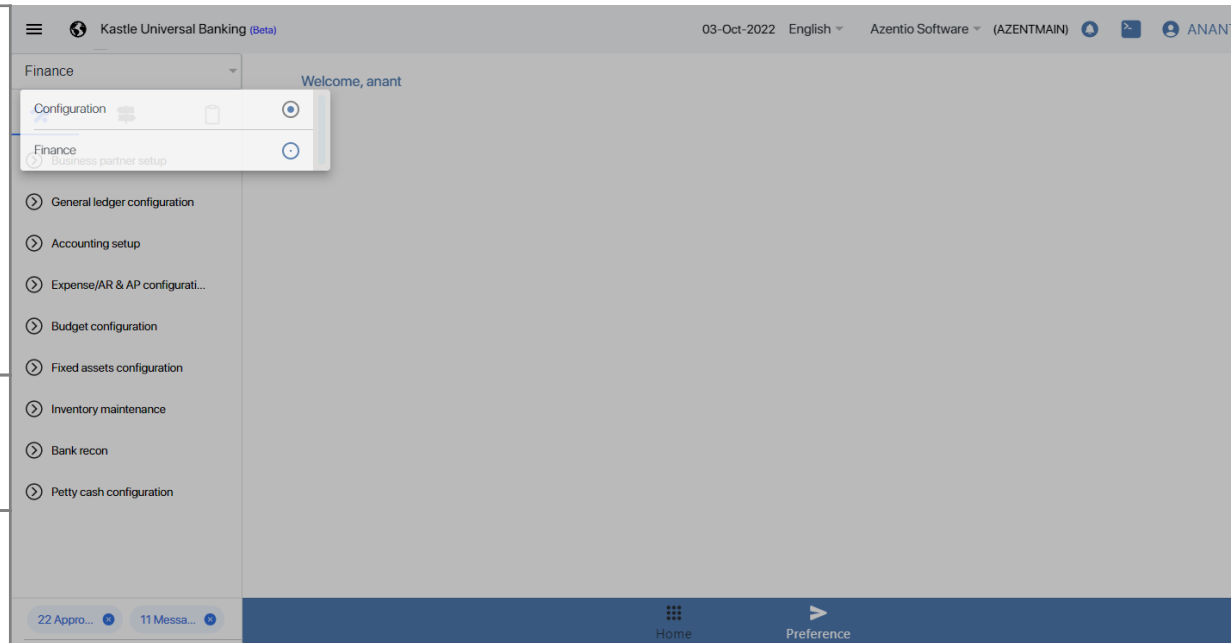 Kastle Universal Banking (Beta)
03-Oct-2022 English Azentio Software (AZENTMAIN) ANANT
Finance
Welcome, anant
Configuration
Finance
Business partner setup
General ledger configuration
Accounting setup
Expense/AR & AP configurati...
Budget configuration
Fixed assets configuration
Inventory maintenance
Bank recon
Petty cash configuration
22 Appro... 11 Messa...
Home Preference